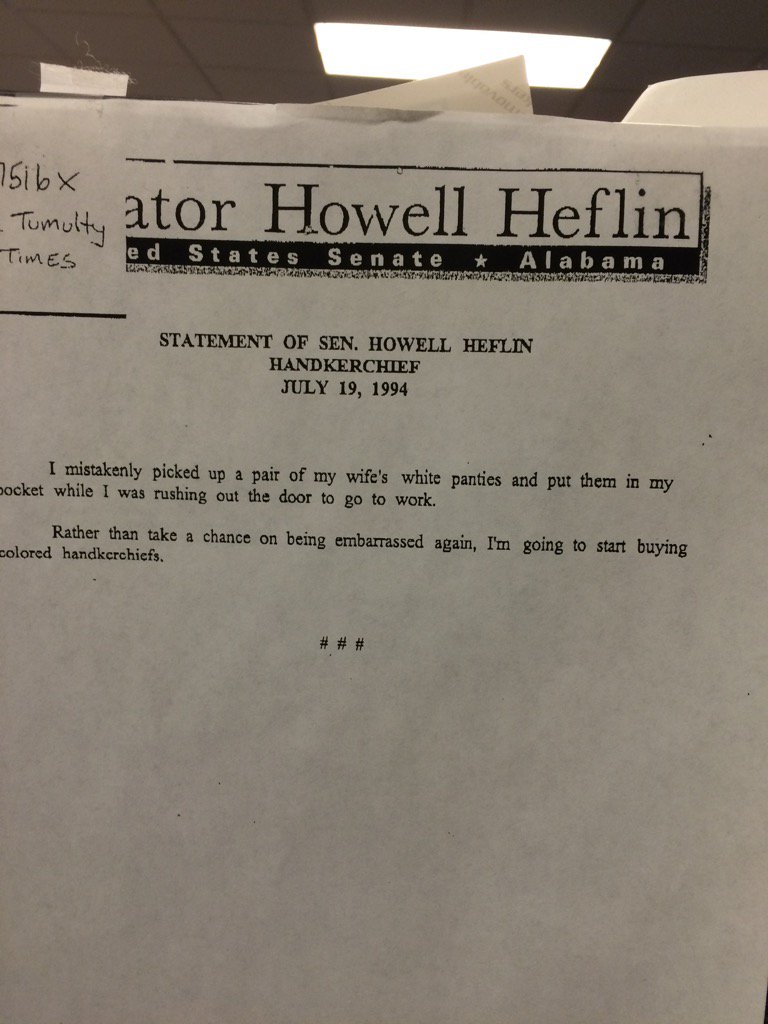 7516x
Tumulty
TIMES
ator Howell Heflin
ed States Senate ★ Alabama
STATEMENT OF SEN. HOWELL HEFLIN
HANDKERCHIEF
JULY 19, 1994
I mistakenly picked up a pair of my wife's white panties and put them in my
pocket while I was rushing out the door to go to work.
Rather than take a chance on being embarrassed again, I'm going to start buying
colored handkerchiefs.
# # #